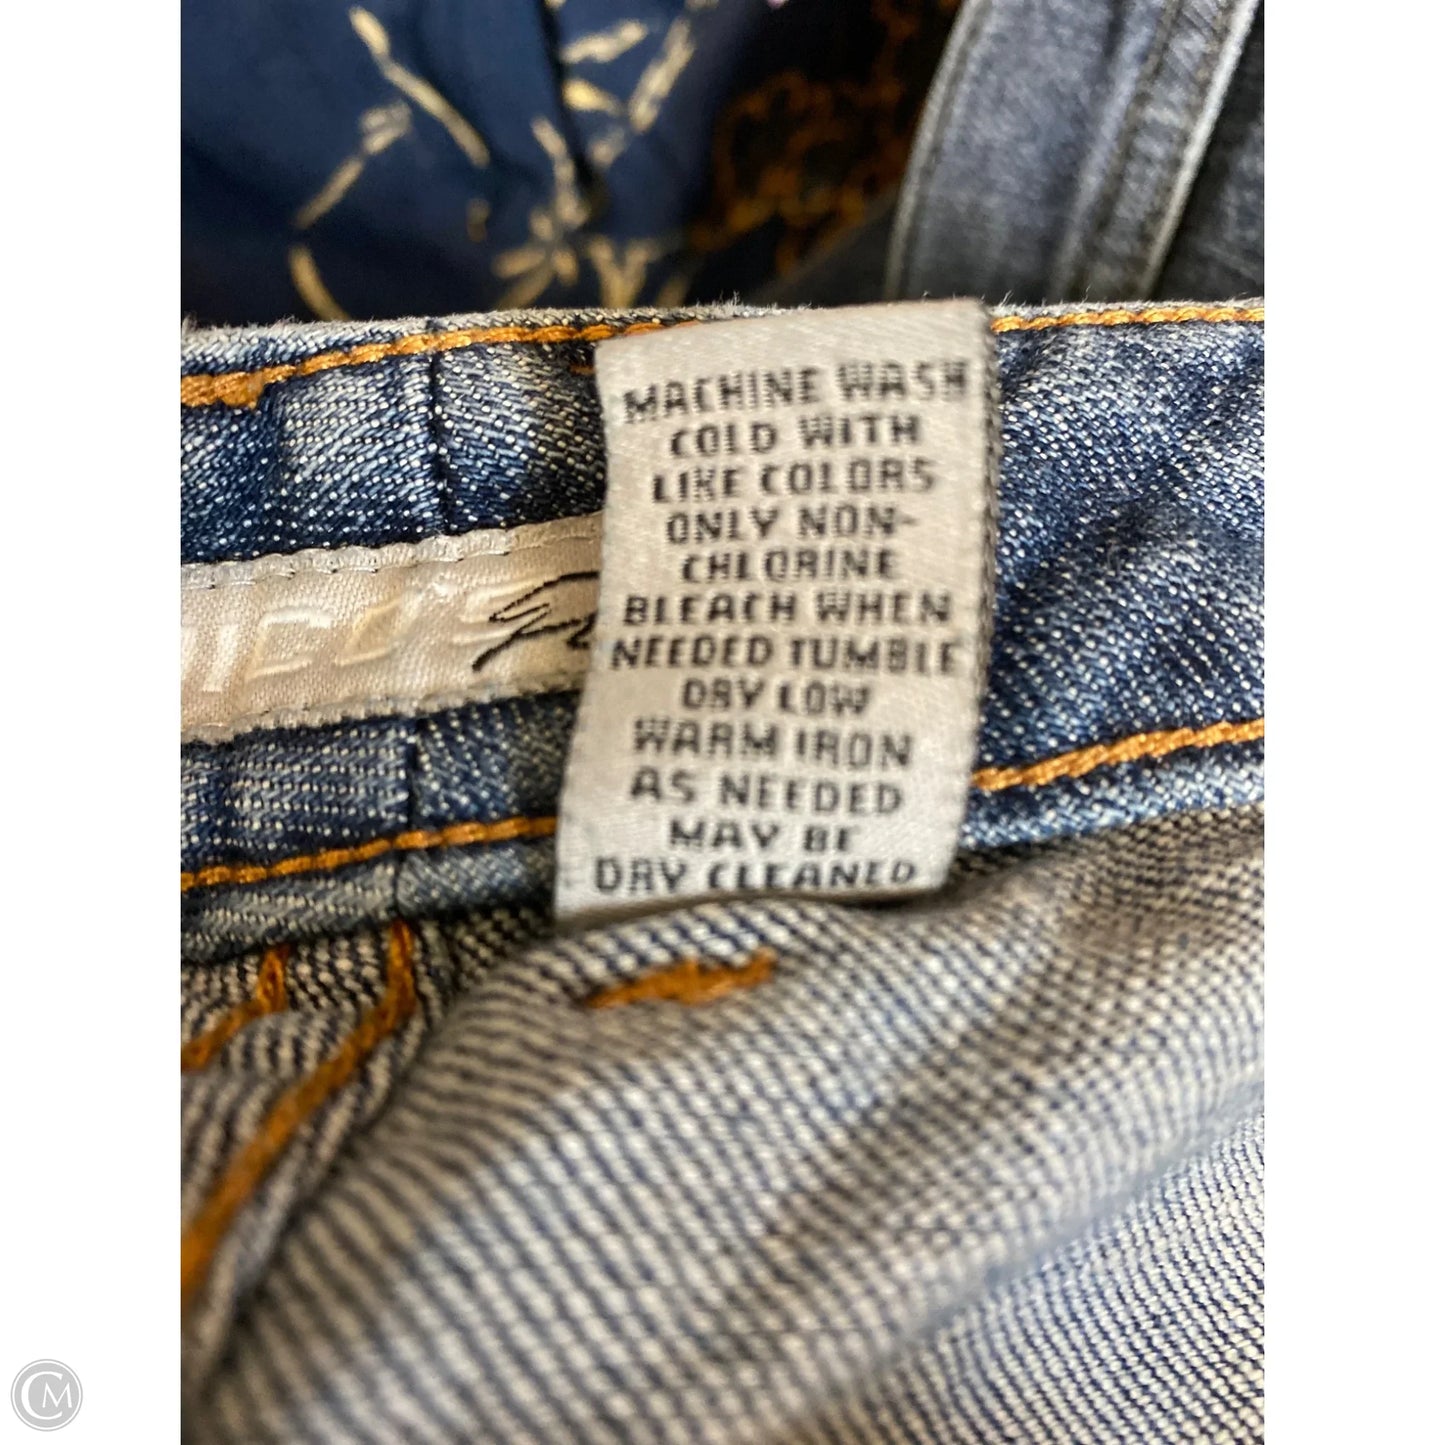 MACHINE WASH
COLD WITH
LIKE COLORS
ONLY NON-
CHLORINE
BLEACH WHEN
NEEDED TUMBLE
DRY LOW
WARM IRON
AS NEEDED
MAY BE
DRY CLEANED
CM